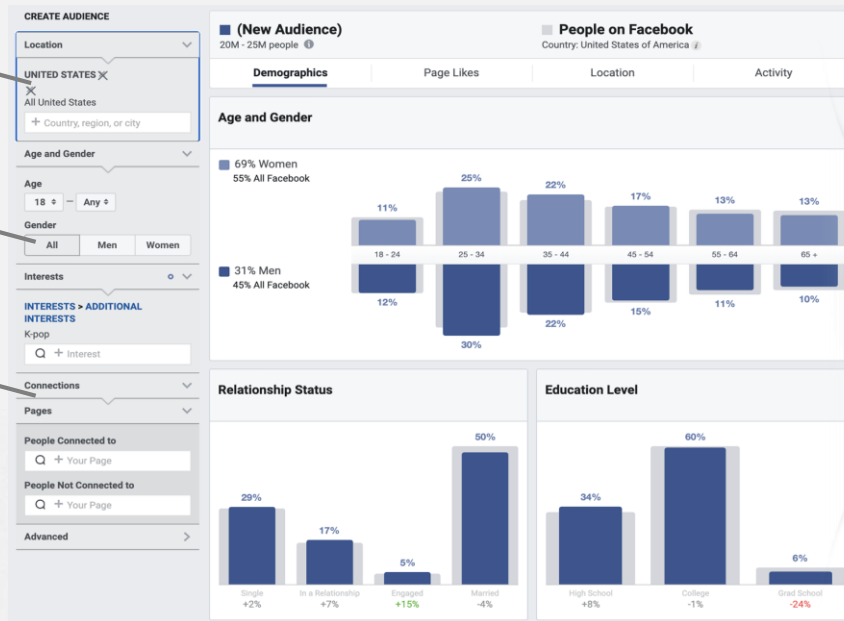 CREATE AUDIENCE
Location
UNITED STATES
All United States
+ Country, region, or city
Age and Gender
Age
18 – Any
Gender
All Men Women
Interests
INTERESTS > ADDITIONAL
INTERESTS
K-pop
+ Interest
Connections
Pages
People Connected to
+ Your Page
People Not Connected to
+ Your Page
Advanced
(New Audience)
20M - 25M people
People on Facebook
Country: United States of America
Demographics Page Likes Location Activity
Age and Gender
69% Women
55% All Facebook
11% 25% 22% 17% 13% 13%
18 - 24 25 - 34 35 - 44 45 - 54 55 - 64 65 +
31% Men
45% All Facebook
12% 30% 22% 15% 11% 10%
Relationship Status
29% 17% 5% 50%
Single In a Relationship Engaged Married
+2% +7% +15% -4%
Education Level
34% 60% 6%
High School College Grad School
+8% -1% -24%